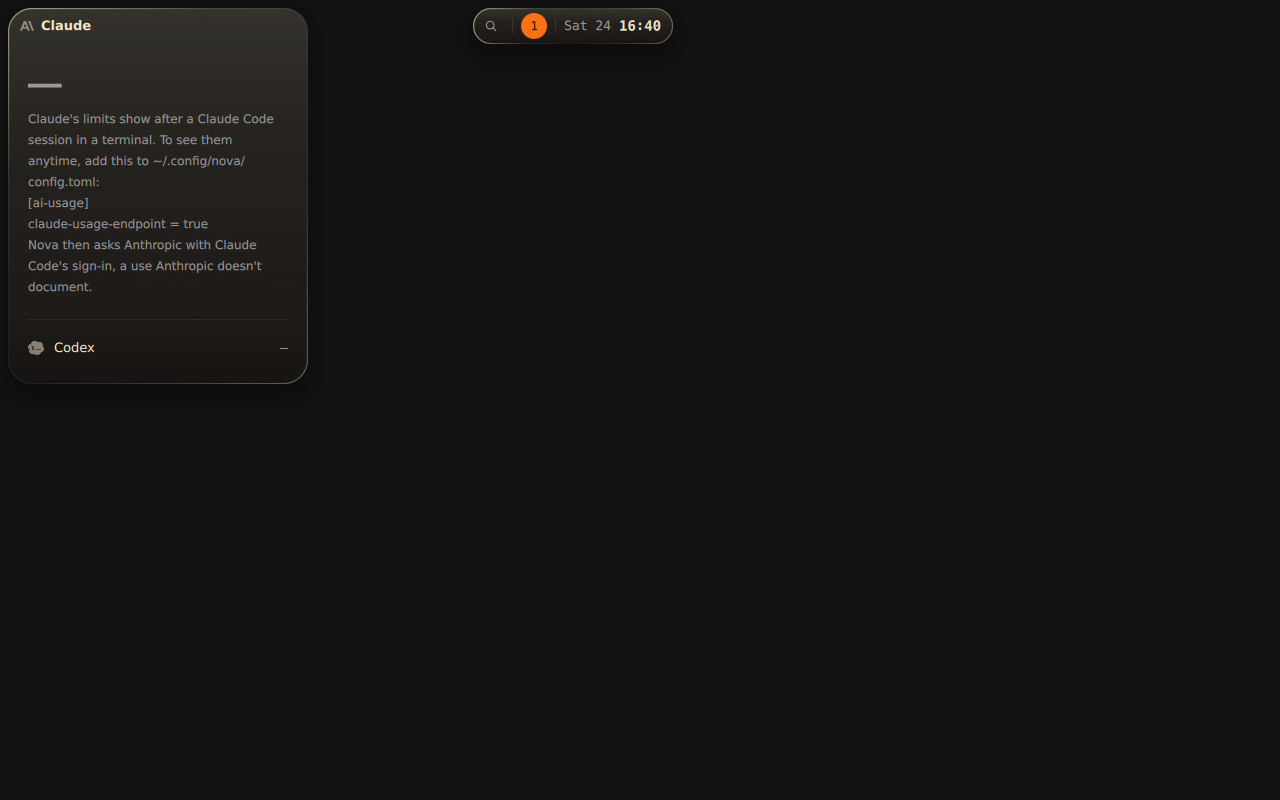 Claude
1
Sat 24 16:40
—
Claude's limits show after a Claude Code
session in a terminal. To see them
anytime, add this to ~/.config/nova/
config.toml:
[ai-usage]
claude-usage-endpoint = true
Nova then asks Anthropic with Claude
Code's sign-in, a use Anthropic doesn't
document.
Codex —